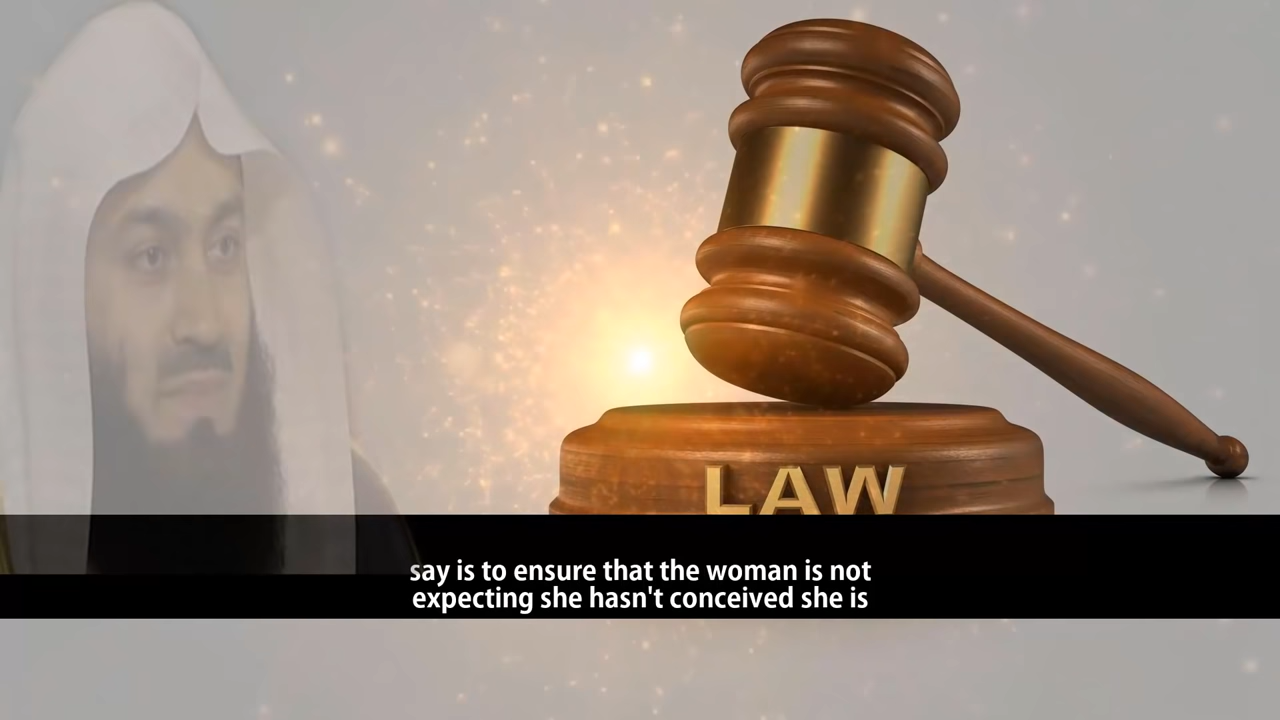 LAW
say is to ensure that the woman is not
expecting she hasn't conceived she is